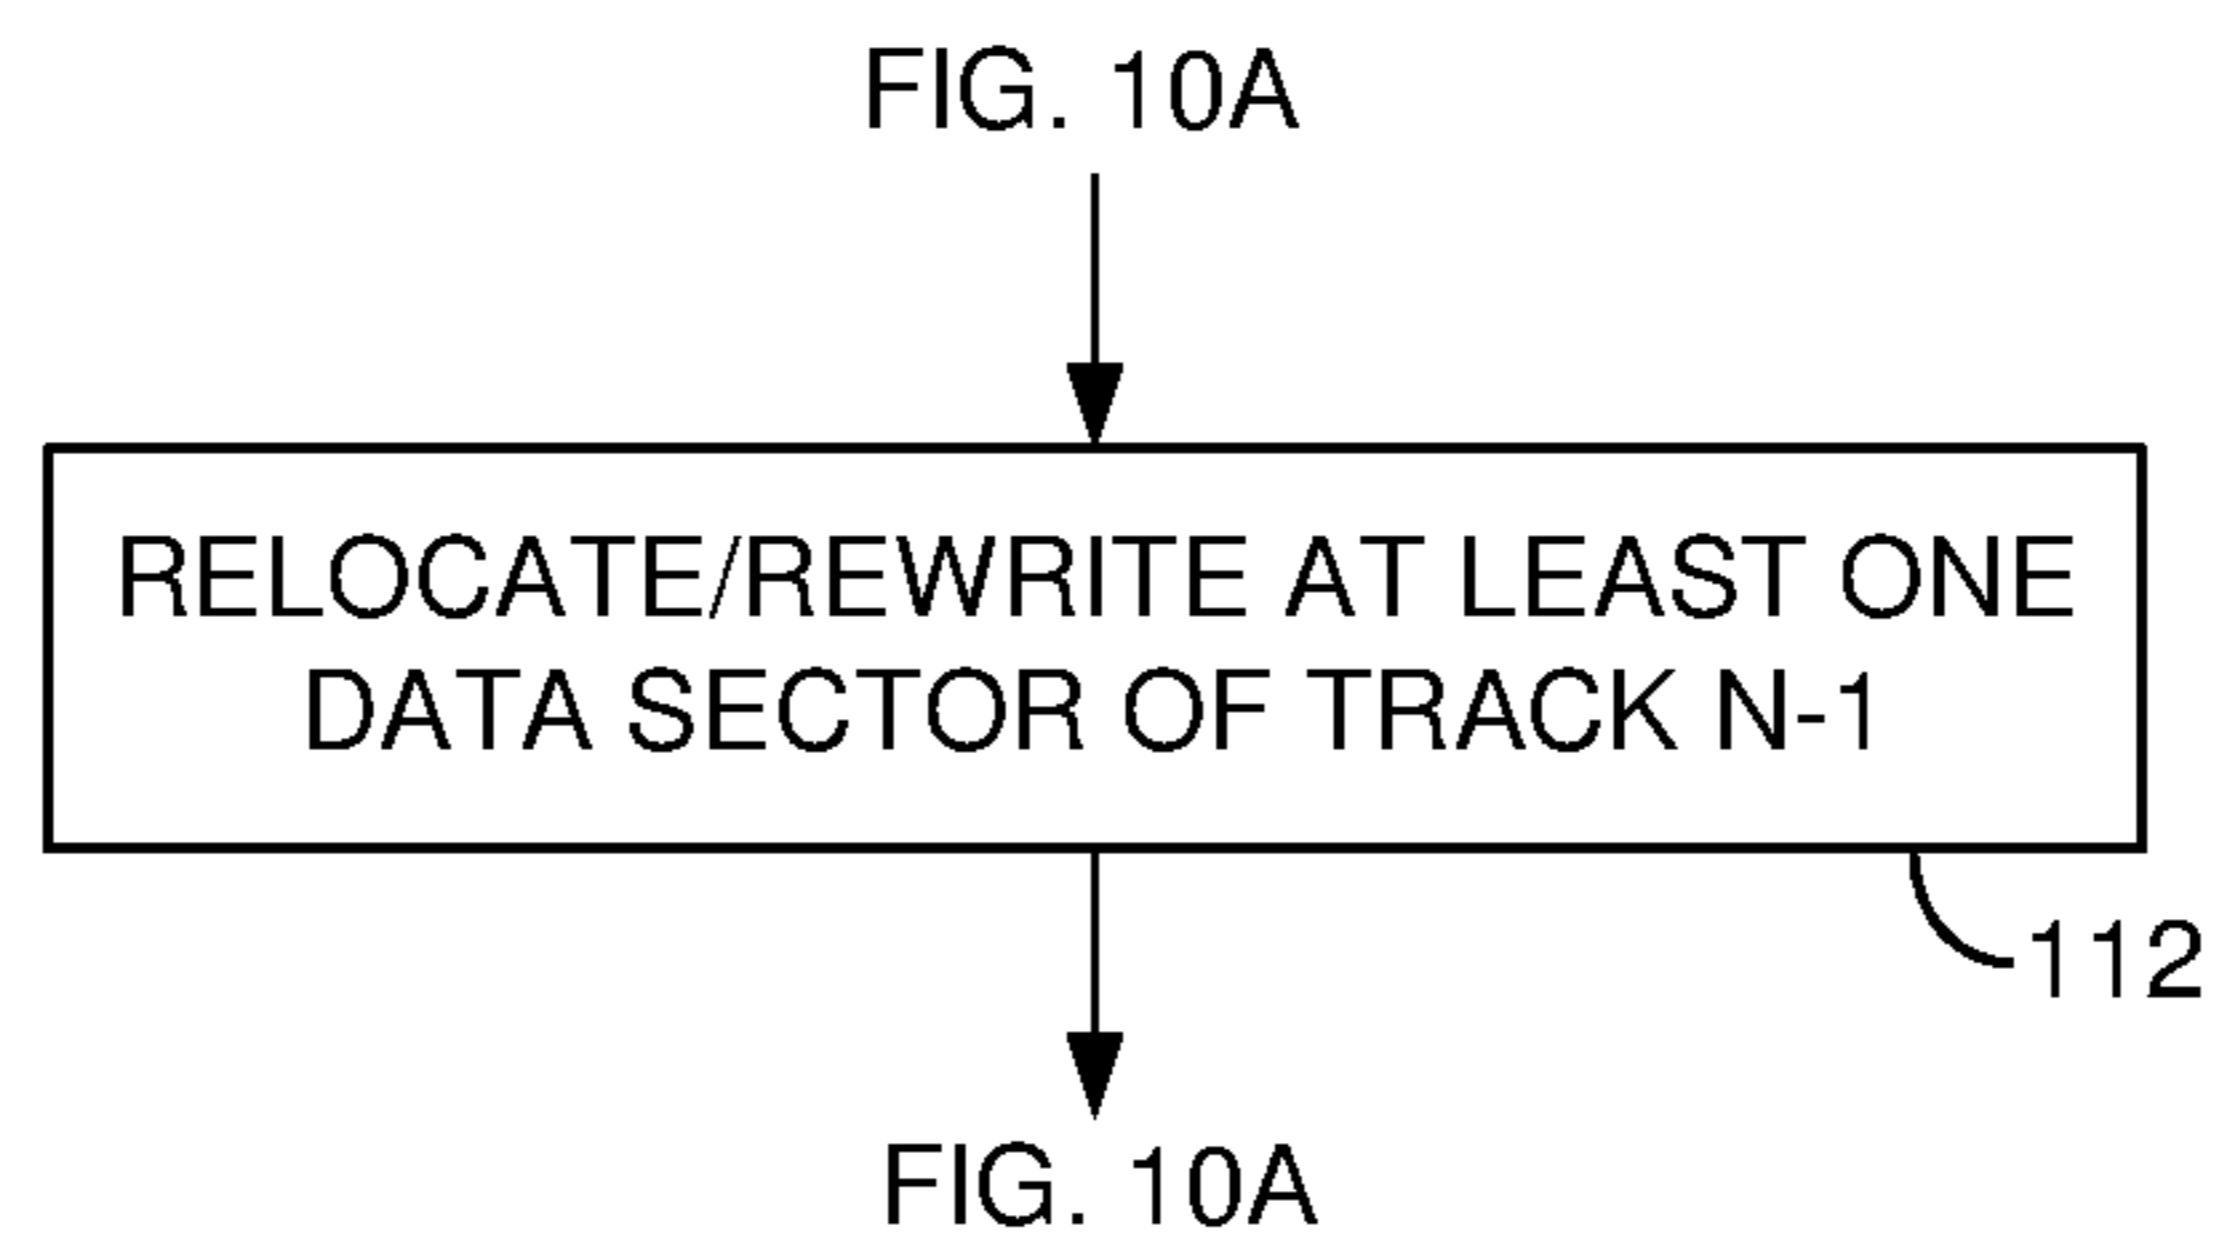 FIG. 10A
RELOCATE/REWRITE AT LEAST ONE
DATA SECTOR OF TRACK N-1
112
FIG. 10A